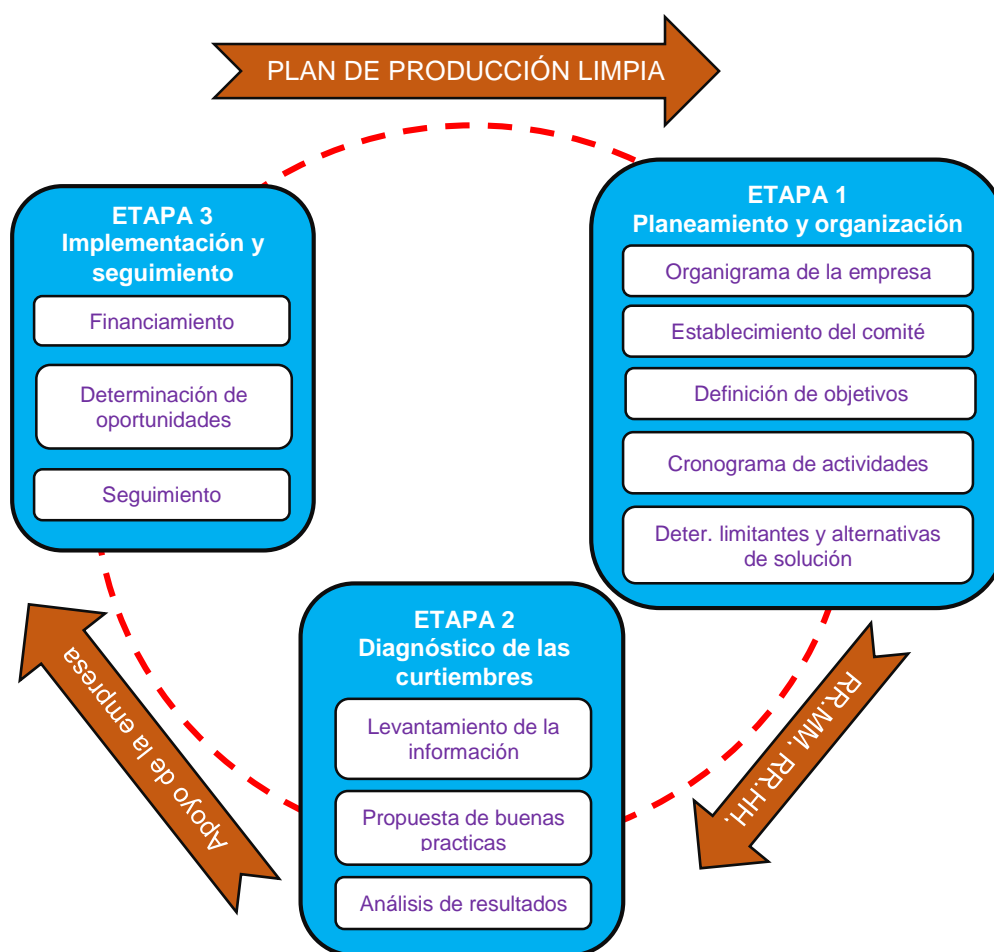 PLAN DE PRODUCCIÓN LIMPIA
ETAPA 1
Planeamiento y organización
Organigrama de la empresa
Establecimiento del comité
Definición de objetivos
Cronograma de actividades
Deter. limitantes y alternativas
de solución
RR.MM. RR.HH.
ETAPA 2
Diagnóstico de las
curtiembres
Levantamiento de la
información
Propuesta de buenas
practicas
Análisis de resultados
Apoyo de la empresa
ETAPA 3
Implementación y
seguimiento
Financiamiento
Determinación de
oportunidades
Seguimiento